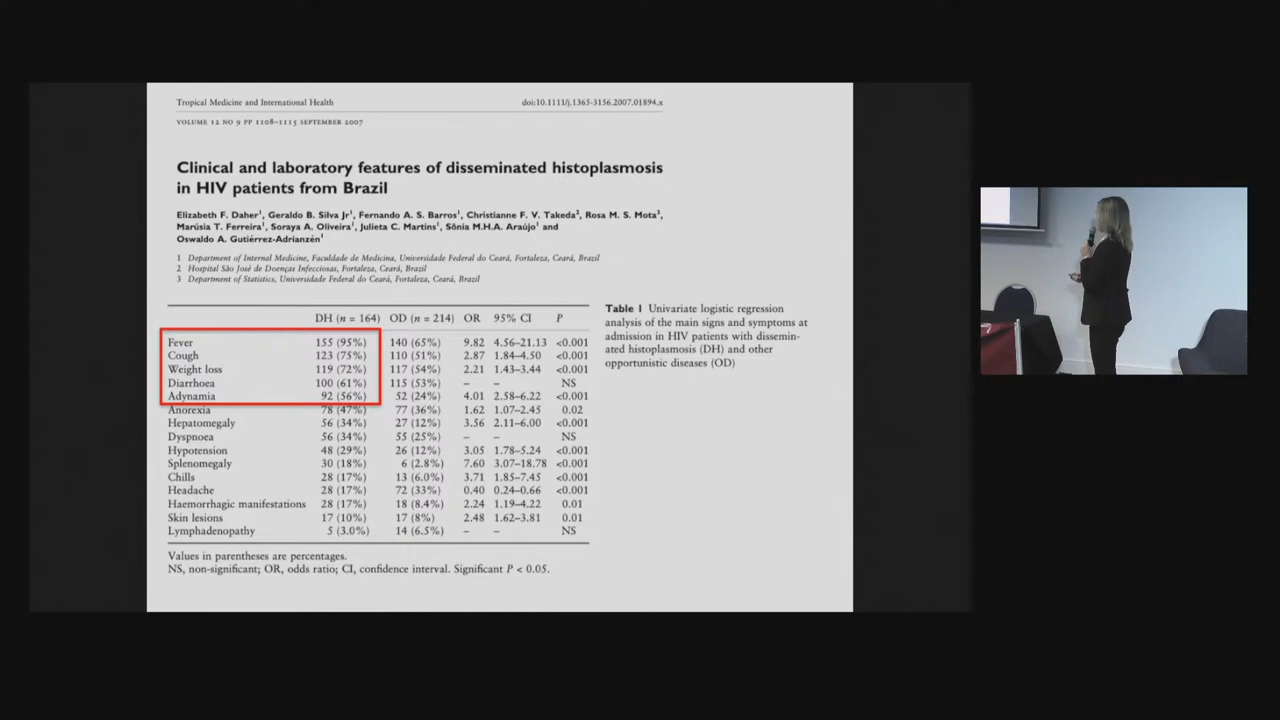 Tropical Medicine and International Health doi:10.1111/j.1365-3156.2007.01894.x
VOLUME 12 NO 9 PP 1108–1115 SEPTEMBER 2007
Clinical and laboratory features of disseminated histoplasmosis
in HIV patients from Brazil
Elizabeth F. Daher¹, Geraldo B. Silva Jr¹, Fernando A. S. Barros¹, Christianne F. V. Takeda², Rosa M. S. Mota³,
Marúsia T. Ferreira¹, Soraya A. Oliveira¹, Julieta C. Martins¹, Sônia M.H.A. Araújo¹ and
Oswaldo A. Gutiérrez-Adrianzén¹
1 Department of Internal Medicine, Faculdade de Medicina, Universidade Federal do Ceará, Fortaleza, Ceará, Brazil
2 Hospital São José de Doenças Infecciosas, Fortaleza, Ceará, Brazil
3 Department of Statistics, Universidade Federal do Ceará, Fortaleza, Ceará, Brazil
DH (n = 164) OD (n = 214) OR 95% CI P
Fever 155 (95%) 140 (65%) 9.82 4.56–21.13 <0.001
Cough 123 (75%) 110 (51%) 2.87 1.84–4.50 <0.001
Weight loss 119 (72%) 117 (54%) 2.21 1.43–3.44 <0.001
Diarrhoea 100 (61%) 115 (53%) – – NS
Adynamia 92 (56%) 52 (24%) 4.01 2.58–6.22 <0.001
Anorexia 78 (47%) 77 (36%) 1.62 1.07–2.45 0.02
Hepatomegaly 56 (34%) 27 (12%) 3.56 2.11–6.00 <0.001
Dyspnoea 56 (34%) 55 (25%) – – NS
Hypotension 48 (29%) 26 (12%) 3.05 1.78–5.24 <0.001
Splenomegaly 30 (18%) 6 (2.8%) 7.60 3.07–18.78 <0.001
Chills 28 (17%) 13 (6.0%) 3.71 1.85–7.45 <0.001
Headache 28 (17%) 72 (33%) 0.40 0.24–0.66 <0.001
Haemorrhagic manifestations 28 (17%) 18 (8.4%) 2.24 1.19–4.22 0.01
Skin lesions 17 (10%) 17 (8%) 2.48 1.62–3.81 0.01
Lymphadenopathy 5 (3.0%) 14 (6.5%) – – NS
Values in parentheses are percentages.
NS, non-significant; OR, odds ratio; CI, confidence interval. Significant P < 0.05.
Table 1 Univariate logistic regression
analysis of the main signs and symptoms at
admission in HIV patients with dissemin-
ated histoplasmosis (DH) and other
opportunistic diseases (OD)